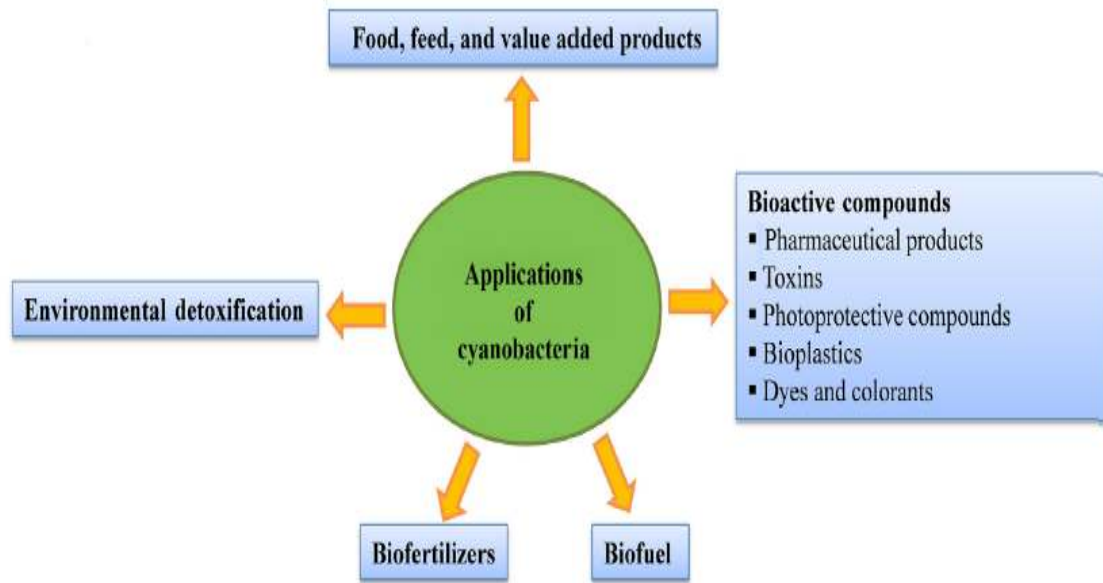 Food, feed, and value added products
Bioactive compounds
▪ Pharmaceutical products
▪ Toxins
▪ Photoprotective compounds
▪ Bioplastics
▪ Dyes and colorants
Applications
of
cyanobacteria
Environmental detoxification
Biofertilizers
Biofuel